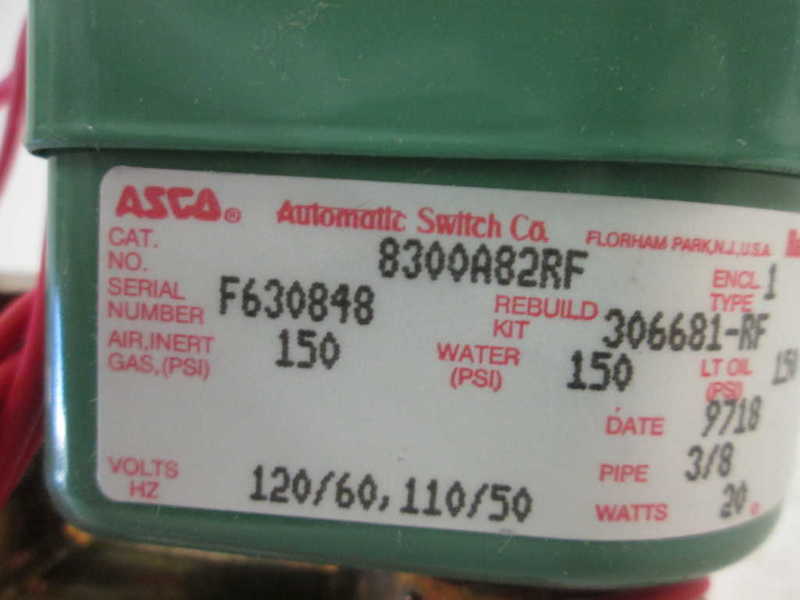 ASCO® Automatic Switch Co. FLORHAM PARK, N.J., U.S.A.
CAT. NO. 8300A82RF ENCL TYPE 1
SERIAL NUMBER F630848 REBUILD KIT 306681-RF
AIR, INERT GAS, (PSI) 150 WATER (PSI) 150 LT OIL (PSI) 150
DATE 9718
VOLTS HZ 120/60, 110/50 PIPE 3/8
WATTS 20